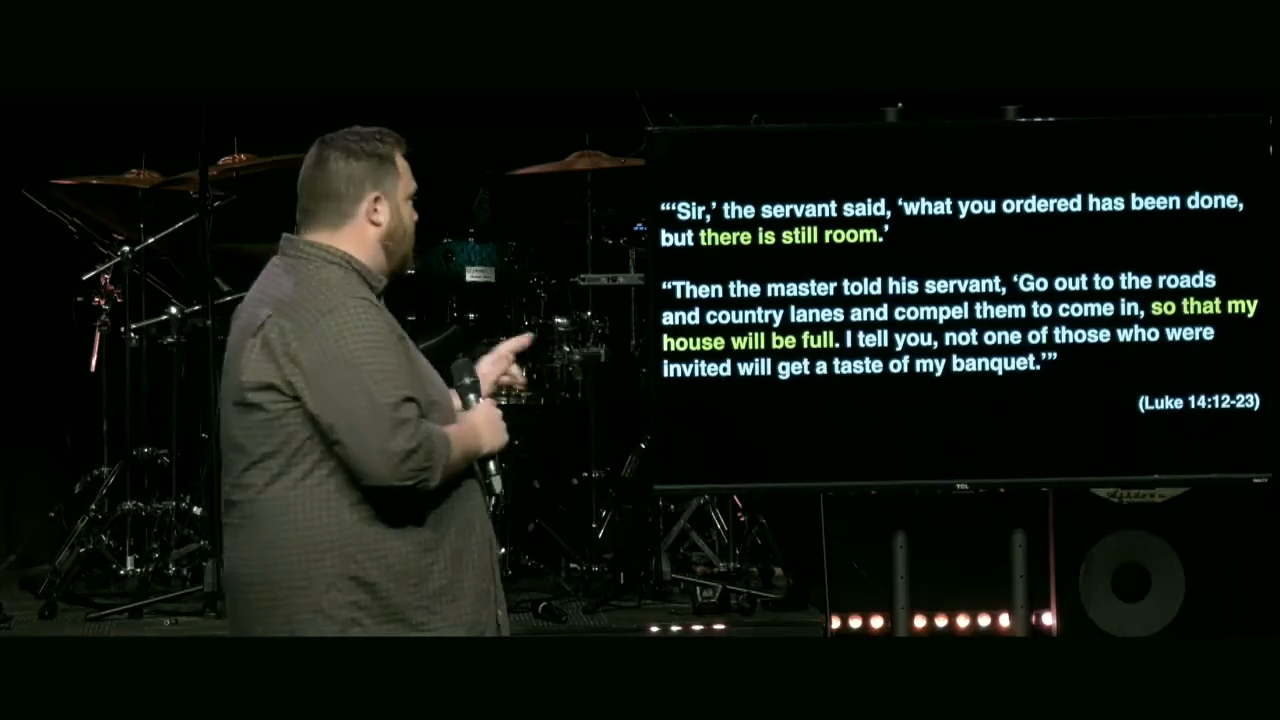 “‘Sir,’ the servant said, ‘what you ordered has been done,
but there is still room.’
“Then the master told his servant, ‘Go out to the roads
and country lanes and compel them to come in, so that my
house will be full. I tell you, not one of those who were
invited will get a taste of my banquet.’”
(Luke 14:12-23)
TCL